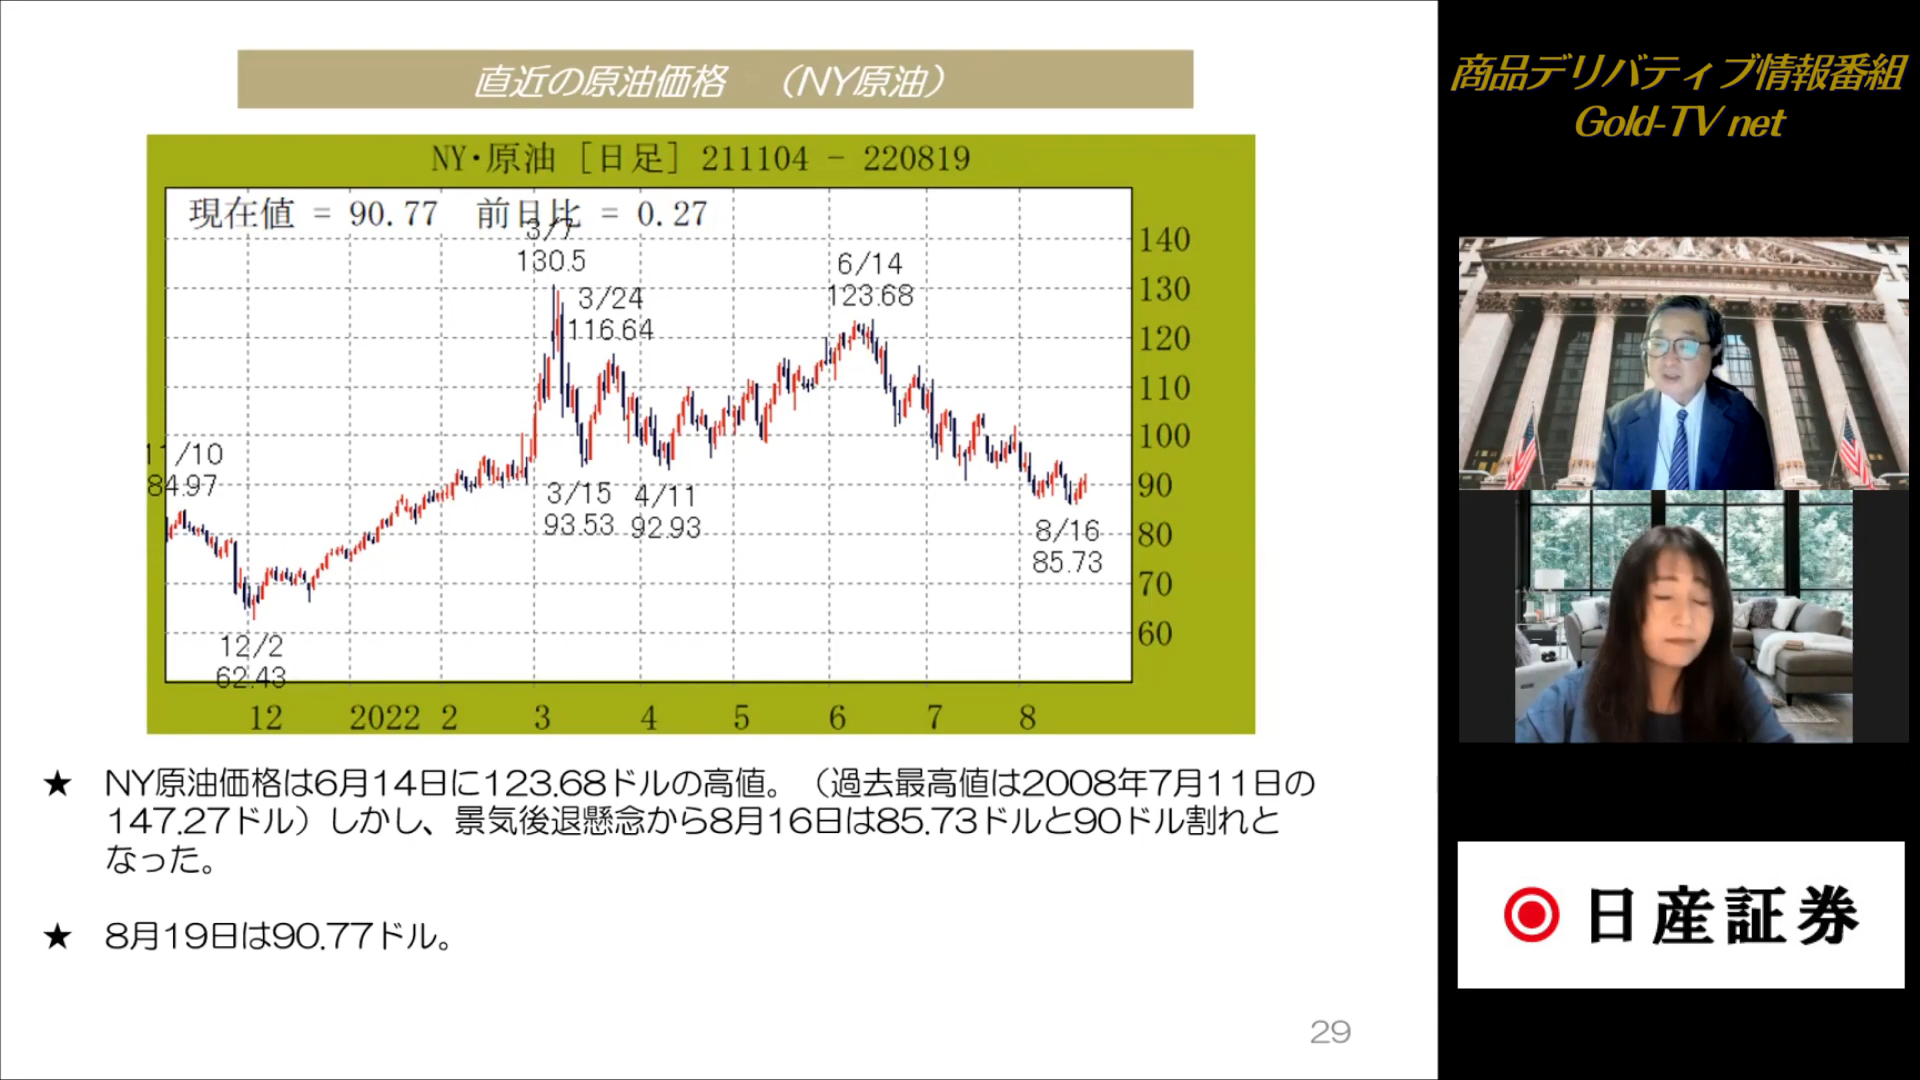 直近の原油価格　（NY原油）
NY･原油 [日足] 211104 - 220819
現在値 = 90.77　前日比 = 0.27
3/7
130.5
3/24
116.64
6/14
123.68
11/10
84.97
3/15
93.53
4/11
92.93
8/16
85.73
12/2
62.43
140
130
120
110
100
90
80
70
60
12 2022 2 3 4 5 6 7 8
★ NY原油価格は6月14日に123.68ドルの高値。（過去最高値は2008年7月11日の
147.27ドル）しかし、景気後退懸念から8月16日は85.73ドルと90ドル割れと
なった。
★ 8月19日は90.77ドル。
29
商品デリバティブ情報番組
Gold-TV net
日産証券